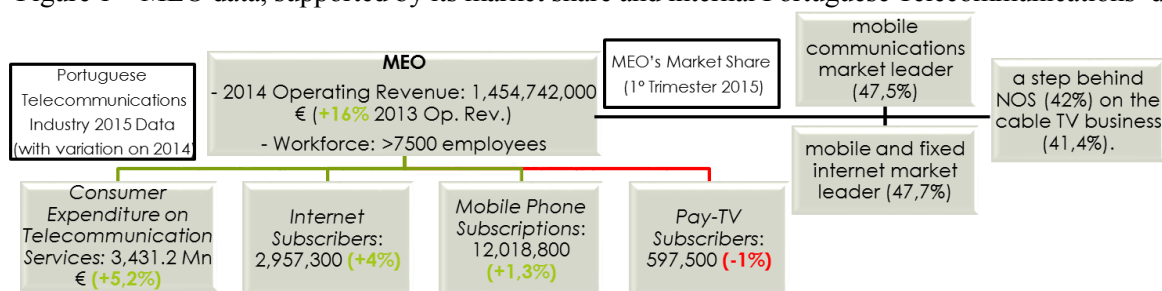 Figure 1 – MEO data, supported by its market share and internal Portuguese Telecommunications' d
Portuguese
Telecommunications
Industry 2015 Data
(with variation on 2014)
MEO
- 2014 Operating Revenue: 1,454,742,000
€ (+16% 2013 Op. Rev.)
- Workforce: >7500 employees
MEO's Market Share
(1º Trimester 2015)
mobile
communications
market leader
(47,5%)
a step behind
NOS (42%) on the
cable TV business
(41,4%).
mobile and fixed
internet market
leader (47,7%)
Consumer
Expenditure on
Telecommunication
Services: 3,431.2 Mn
€ (+5,2%)
Internet
Subscribers:
2,957,300 (+4%)
Mobile Phone
Subscriptions:
12,018,800
(+1,3%)
Pay-TV
Subscribers:
597,500 (-1%)